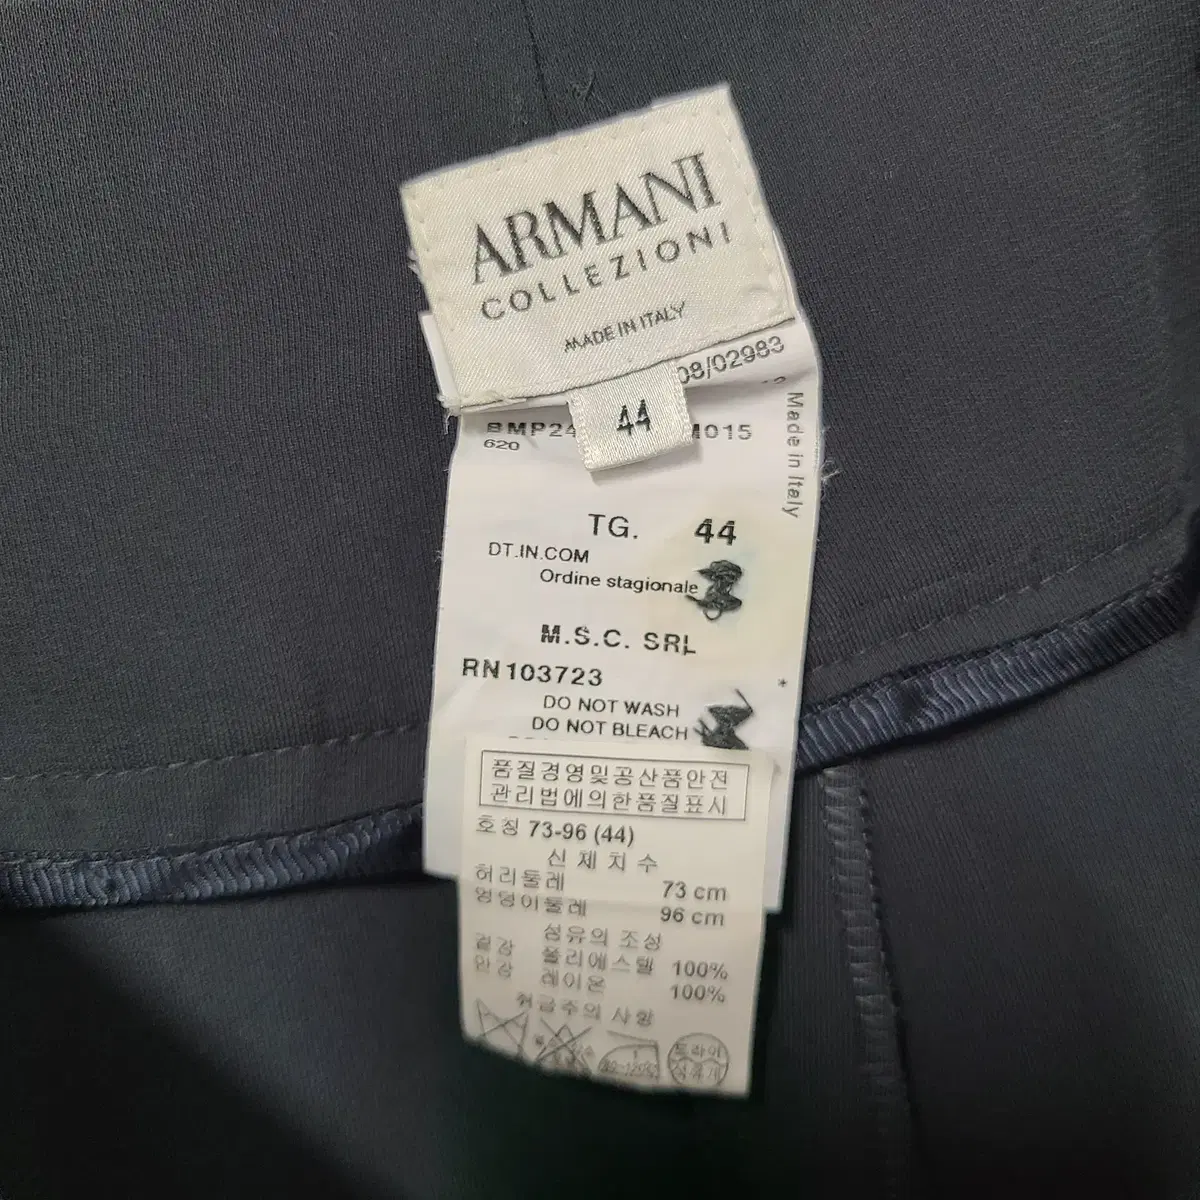 ARMANI
COLLEZIONI
MADE IN ITALY
08/02983
44
BMP24
M015
620
Made in Italy
TG. 44
DT.IN.COM
Ordine stagionale
M.S.C. SRL
RN103723
*
DO NOT WASH
DO NOT BLEACH
품질경영및공산품안전
관리법에의한품질표시
호칭 73-96 (44)
신체치수
허리둘레 73 cm
엉덩이둘레 96 cm
섬유의 조성
겉감 폴리에스텔 100%
안감 레이온 100%
취급주의 사항
드라이